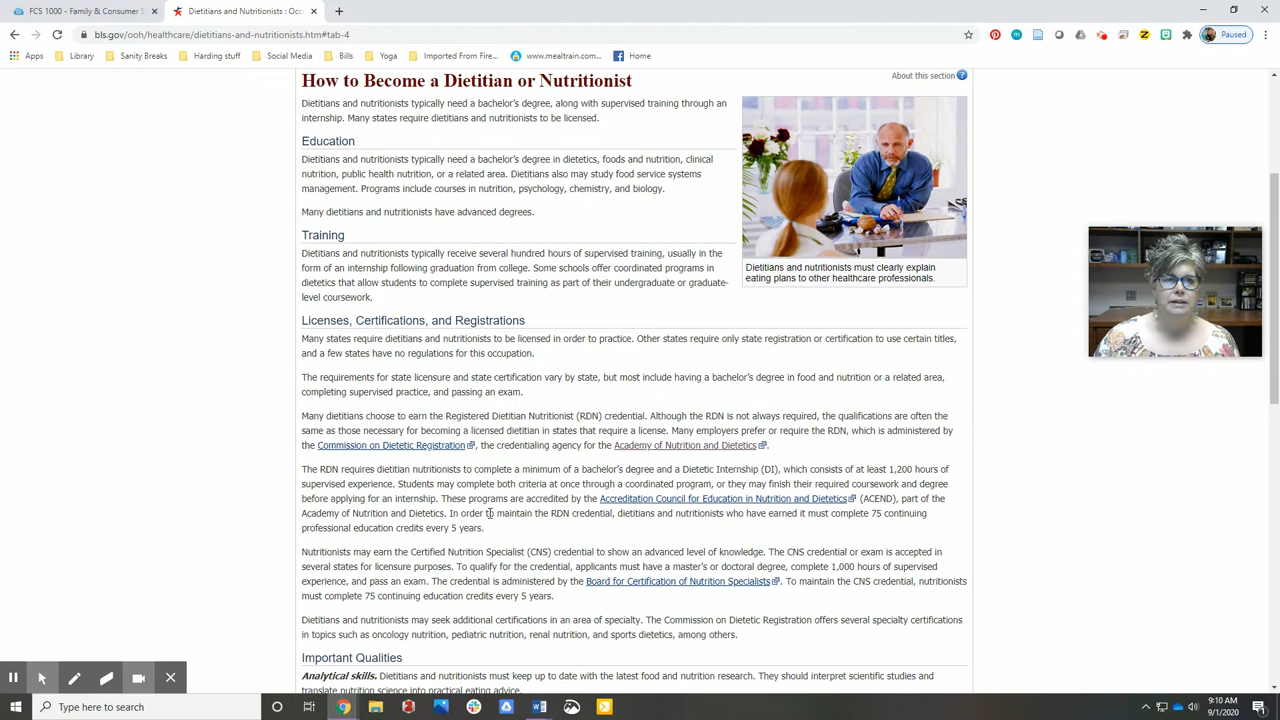 FCS 1000 - Family & Consumer S
Dietitians and Nutritionists : Occ
bls.gov/ooh/healthcare/dietitians-and-nutritionists.htm#tab-4
Paused
Apps
Library
Sanity Breaks
Harding stuff
Social Media
Bills
Yoga
Imported From Fire...
www.mealtrain.com...
Home
How to Become a Dietitian or Nutritionist
About this section
Dietitians and nutritionists typically need a bachelor's degree, along with supervised training through an
internship. Many states require dietitians and nutritionists to be licensed.
Education
Dietitians and nutritionists typically need a bachelor's degree in dietetics, foods and nutrition, clinical
nutrition, public health nutrition, or a related area. Dietitians also may study food service systems
management. Programs include courses in nutrition, psychology, chemistry, and biology.
Many dietitians and nutritionists have advanced degrees.
Training
Dietitians and nutritionists typically receive several hundred hours of supervised training, usually in the
form of an internship following graduation from college. Some schools offer coordinated programs in
dietetics that allow students to complete supervised training as part of their undergraduate or graduate-
level coursework.
Dietitians and nutritionists must clearly explain
eating plans to other healthcare professionals.
Licenses, Certifications, and Registrations
Many states require dietitians and nutritionists to be licensed in order to practice. Other states require only state registration or certification to use certain titles,
and a few states have no regulations for this occupation.
The requirements for state licensure and state certification vary by state, but most include having a bachelor's degree in food and nutrition or a related area,
completing supervised practice, and passing an exam.
Many dietitians choose to earn the Registered Dietitian Nutritionist (RDN) credential. Although the RDN is not always required, the qualifications are often the
same as those necessary for becoming a licensed dietitian in states that require a license. Many employers prefer or require the RDN, which is administered by
the Commission on Dietetic Registration, the credentialing agency for the Academy of Nutrition and Dietetics.
The RDN requires dietitian nutritionists to complete a minimum of a bachelor's degree and a Dietetic Internship (DI), which consists of at least 1,200 hours of
supervised experience. Students may complete both criteria at once through a coordinated program, or they may finish their required coursework and degree
before applying for an internship. These programs are accredited by the Accreditation Council for Education in Nutrition and Dietetics (ACEND), part of the
Academy of Nutrition and Dietetics. In order to maintain the RDN credential, dietitians and nutritionists who have earned it must complete 75 continuing
professional education credits every 5 years.
Nutritionists may earn the Certified Nutrition Specialist (CNS) credential to show an advanced level of knowledge. The CNS credential or exam is accepted in
several states for licensure purposes. To qualify for the credential, applicants must have a master's or doctoral degree, complete 1,000 hours of supervised
experience, and pass an exam. The credential is administered by the Board for Certification of Nutrition Specialists. To maintain the CNS credential, nutritionists
must complete 75 continuing education credits every 5 years.
Dietitians and nutritionists may seek additional certifications in an area of specialty. The Commission on Dietetic Registration offers several specialty certifications
in topics such as oncology nutrition, pediatric nutrition, renal nutrition, and sports dietetics, among others.
Important Qualities
Analytical skills. Dietitians and nutritionists must keep up to date with the latest food and nutrition research. They should interpret scientific studies and
translate nutrition science into practical eating advice.
Type here to search
9:10 AM
9/1/2020